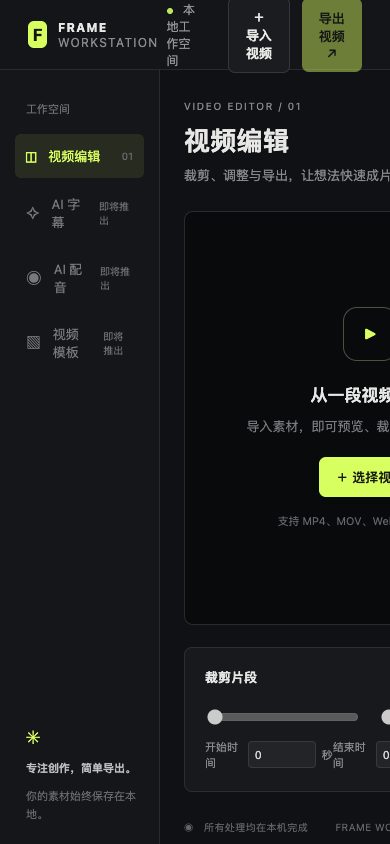 F
FRAME
WORKSTATION
本
地工
作空
间
+
导入
视频
导出
视频
↗
工作空间
视频编辑 01
AI 字
幕
即将推
出
AI 配
音
即将推
出
视频
模板
即将
推出
专注创作，简单导出。
你的素材始终保存在本
地。
VIDEO EDITOR / 01
视频编辑
裁剪、调整与导出，让想法快速成片
从一段视频
导入素材，即可预览、裁
+ 选择视
支持 MP4、MOV、We
裁剪片段
开始时
间
0
秒
结束时
间
0
所有处理均在本机完成
FRAME WO